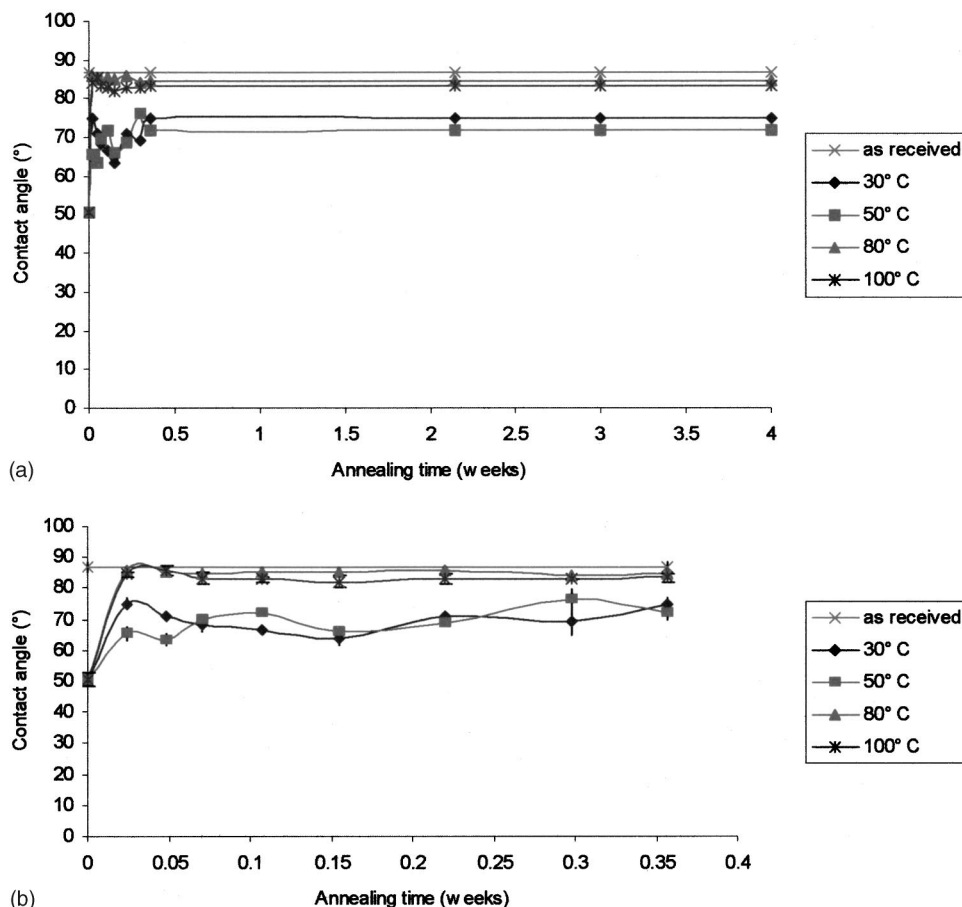 100
90
80
70
60
50
40
30
20
10
0
Contact angle (°)
0 0.5 1 1.5 2 2.5 3 3.5 4
Annealing time (weeks)
(a)
as received
30° C
50° C
80° C
100° C
100
90
80
70
60
50
40
30
20
10
0
Contact angle (°)
0 0.05 0.1 0.15 0.2 0.25 0.3 0.35 0.4
Annealing time (weeks)
(b)
as received
30° C
50° C
80° C
100° C